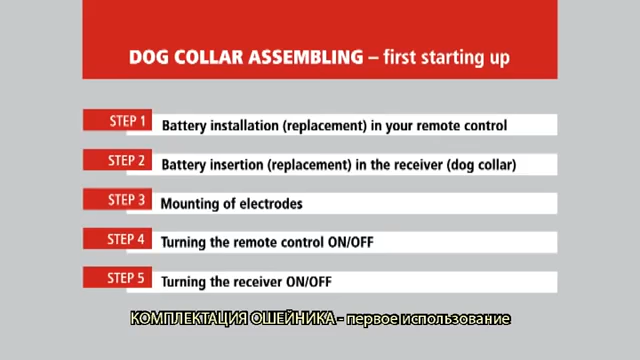 DOG COLLAR ASSEMBLING – first starting up
STEP 1 Battery installation (replacement) in your remote control
STEP 2 Battery insertion (replacement) in the receiver (dog collar)
STEP 3 Mounting of electrodes
STEP 4 Turning the remote control ON/OFF
STEP 5 Turning the receiver ON/OFF
КОМПЛЕКТАЦИЯ ОШЕЙНИКА - первое использование